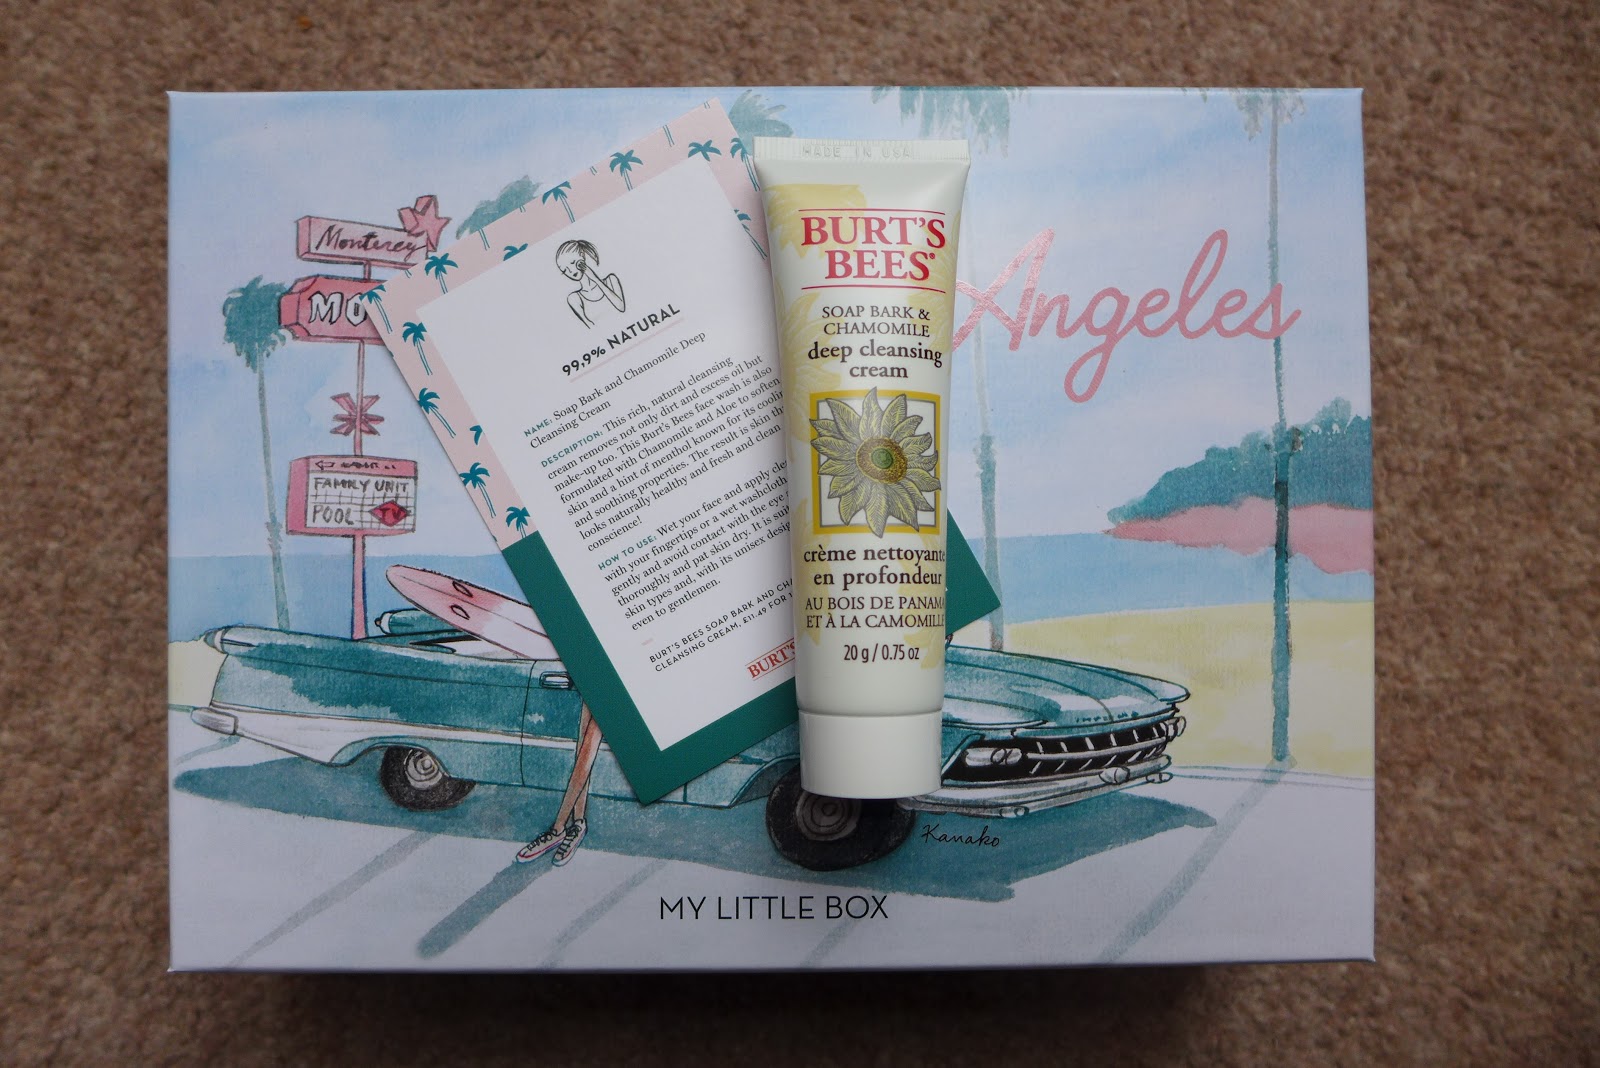 Monterey
MO
FAMILY UNIT
POOL TV
Angeles
99,9% NATURAL
NAME: Soap Bark and Chamomile Deep
Cleansing Cream
DESCRIPTION: This rich, natural cleansing
cream removes not only dirt and excess oil but
make-up too. This Burt's Bees face wash is also
formulated with Chamomile and Aloe to soften
skin and a hint of menthol known for its
and soothing properties. The result is skin
looks naturally healthy and fresh and clean
conscience!
HOW TO USE: Wet your face and apply
with your fingertips or a wet washcloth.
gently and avoid contact with the eye
thoroughly and pat skin dry. It is
skin types and, with its unisex
even to gentlemen.
BURT'S BEES SOAP BARK AND
CLEANSING CREAM, £11.49 FOR
BURT'S
MADE IN USA
BURT'S
BEES®
SOAP BARK &
CHAMOMILE
deep cleansing
cream
crème nettoyante
en profondeur
AU BOIS DE PANAMA
ET À LA CAMOMILLE
20 g / 0.75 oz
Kanako
MY LITTLE BOX